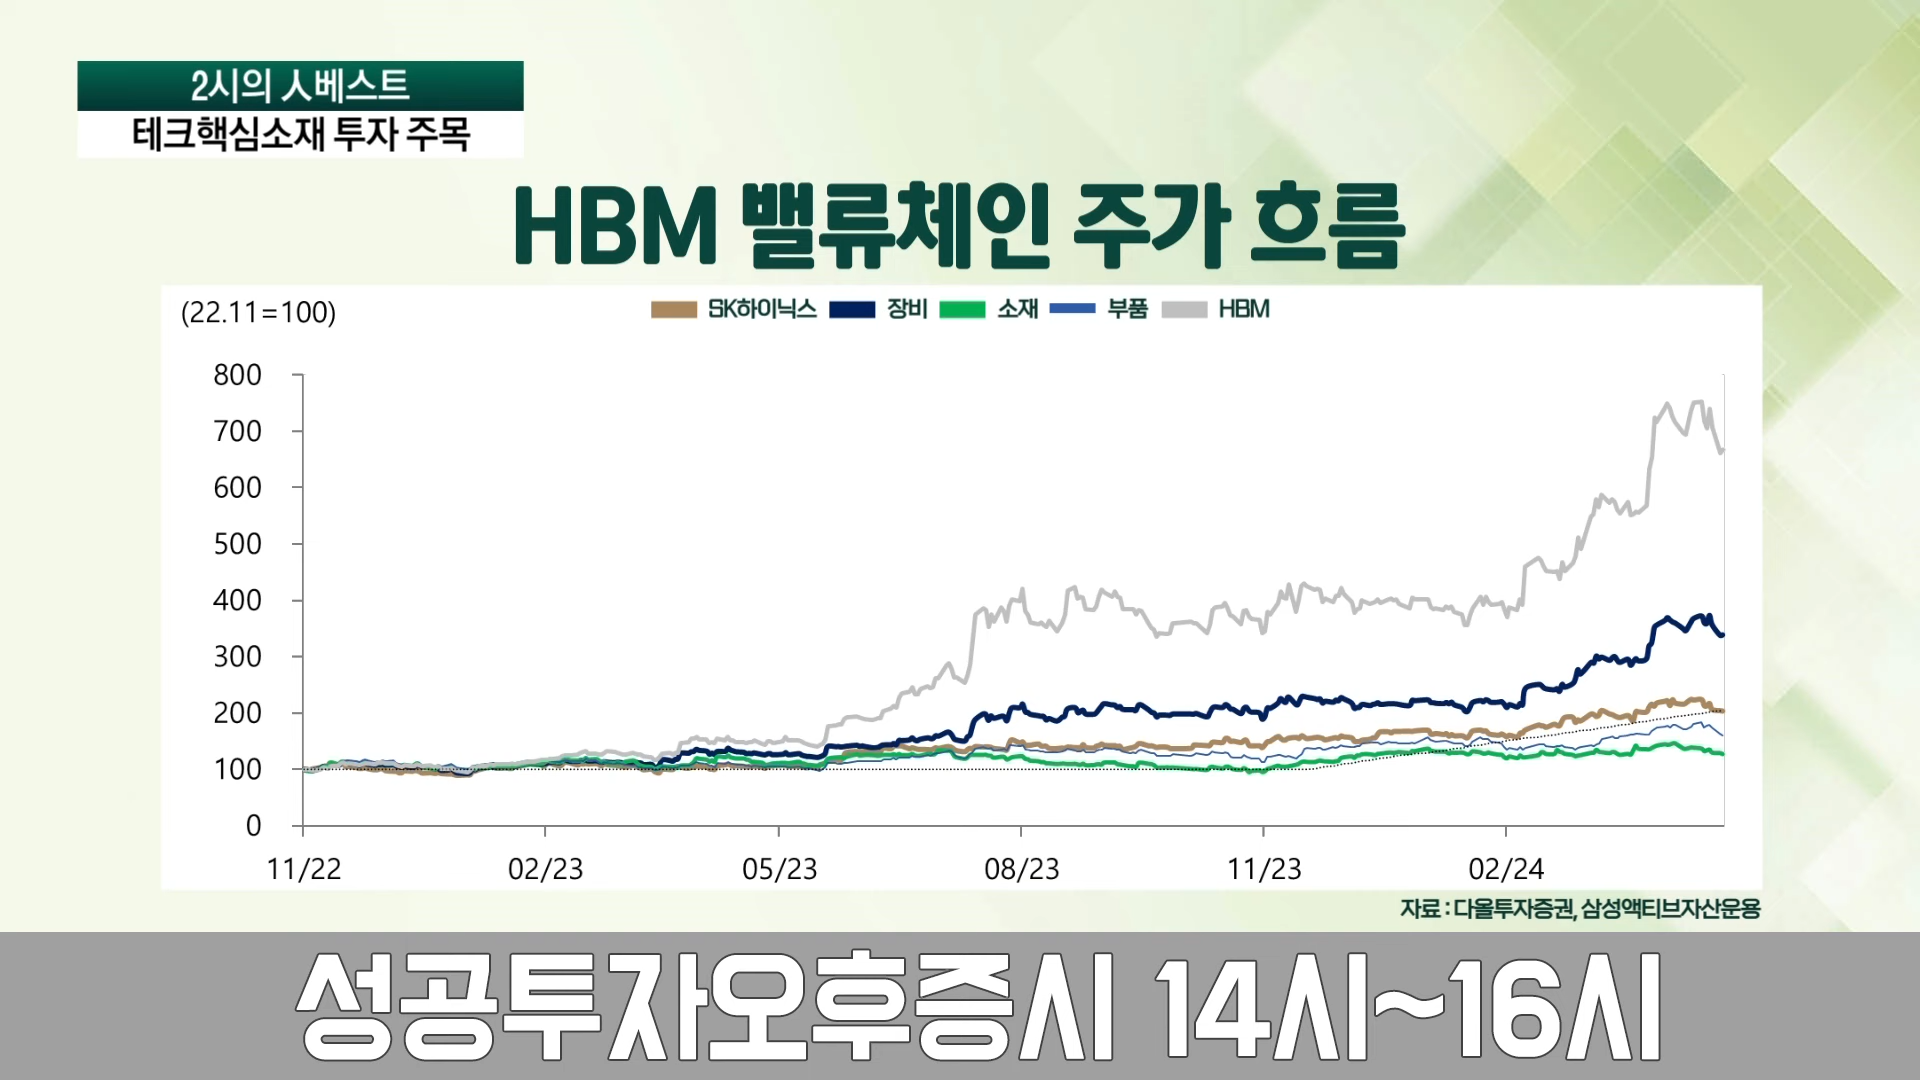 2시의 人베스트
테크핵심소재 투자 주목
HBM 밸류체인 주가 흐름
(22.11=100)
SK하이닉스 장비 소재 부품 HBM
800
700
600
500
400
300
200
100
0
11/22 02/23 05/23 08/23 11/23 02/24
자료 : 다올투자증권, 삼성액티브자산운용
성공투자오후증시 14시~16시